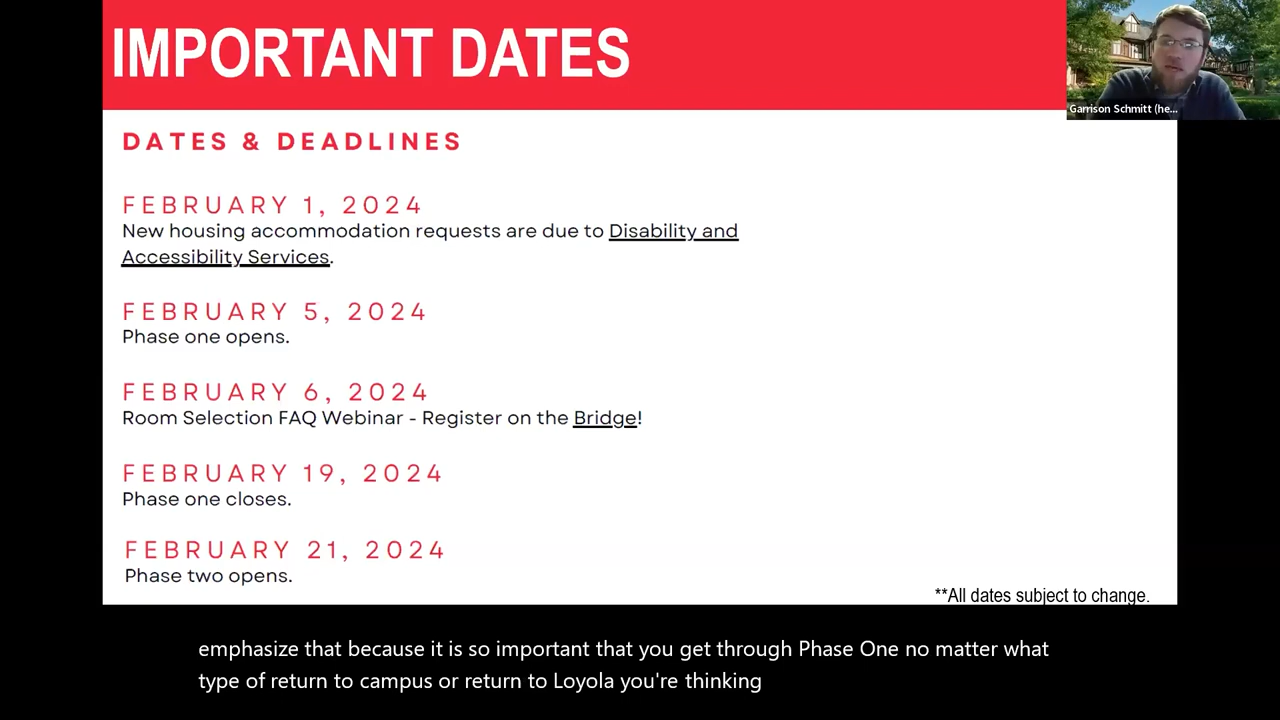 IMPORTANT DATES
Garrison Schmitt (he...
DATES & DEADLINES
FEBRUARY 1, 2024
New housing accommodation requests are due to Disability and
Accessibility Services.
FEBRUARY 5, 2024
Phase one opens.
FEBRUARY 6, 2024
Room Selection FAQ Webinar - Register on the Bridge!
FEBRUARY 19, 2024
Phase one closes.
FEBRUARY 21, 2024
Phase two opens.
**All dates subject to change.
emphasize that because it is so important that you get through Phase One no matter what
type of return to campus or return to Loyola you're thinking